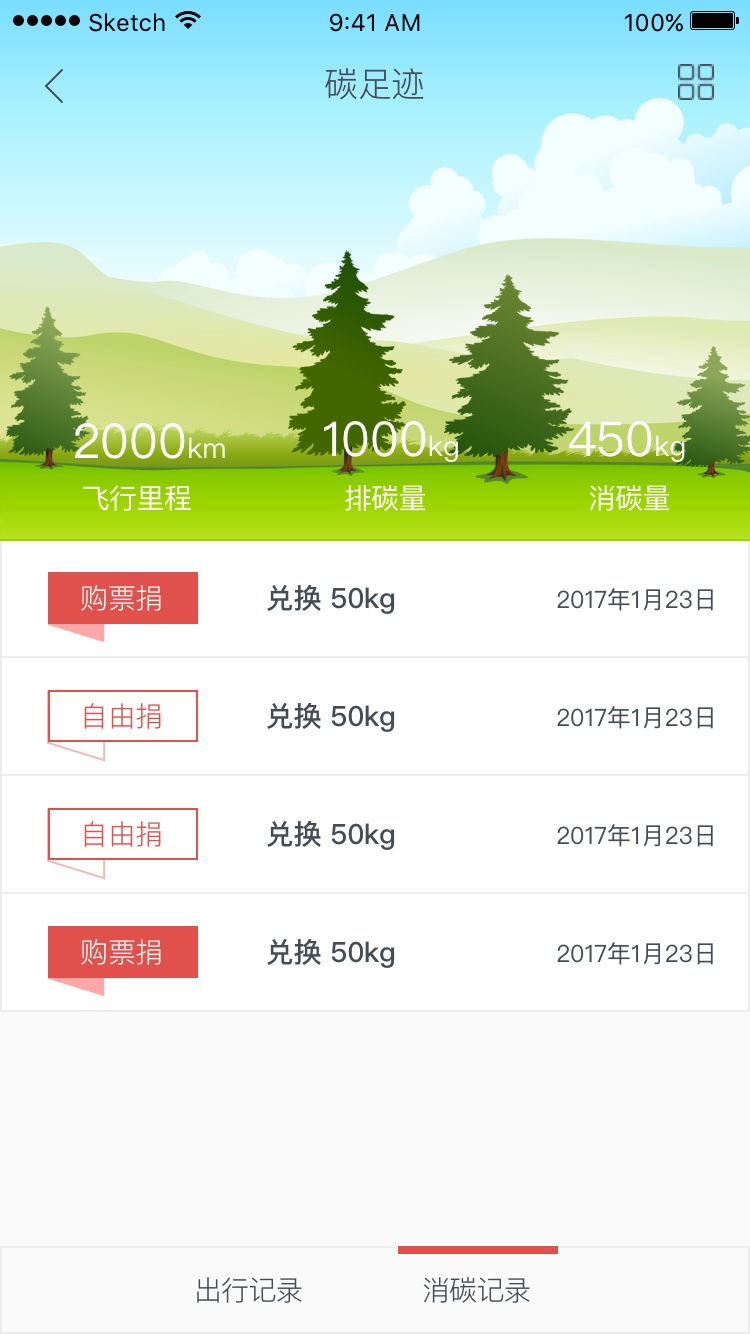 Sketch 9:41 AM 100%
碳足迹
2000km 1000kg 450kg
飞行里程 排碳量 消碳量
购票捐 兑换 50kg 2017年1月23日
自由捐 兑换 50kg 2017年1月23日
自由捐 兑换 50kg 2017年1月23日
购票捐 兑换 50kg 2017年1月23日
出行记录 消碳记录